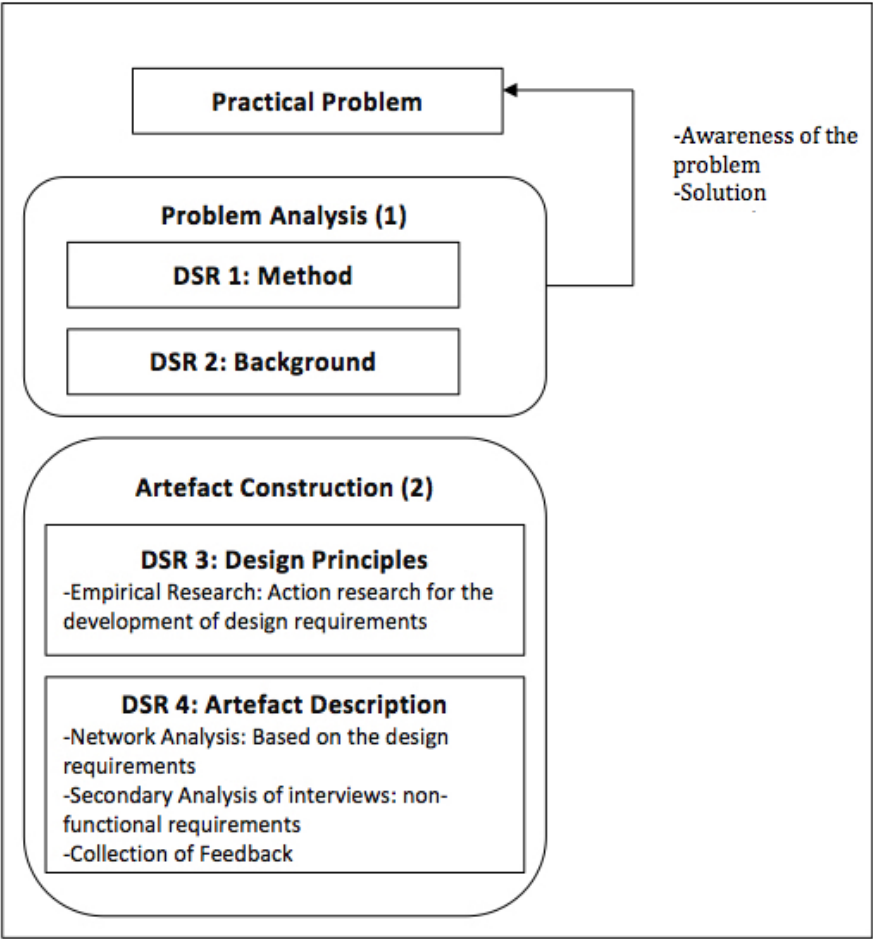 Practical Problem
-Awareness of the
problem
-Solution
Problem Analysis (1)
DSR 1: Method
DSR 2: Background
Artefact Construction (2)
DSR 3: Design Principles
-Empirical Research: Action research for the
development of design requirements
DSR 4: Artefact Description
-Network Analysis: Based on the design
requirements
-Secondary Analysis of interviews: non-
functional requirements
-Collection of Feedback